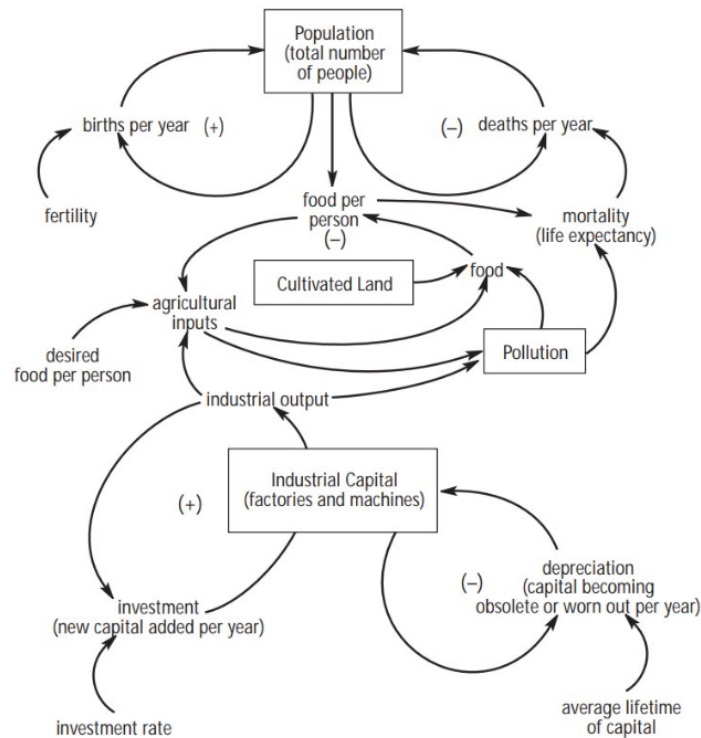 Population
(total number
of people)
births per year (+)
(–) deaths per year
fertility
food per
person
(–)
mortality
(life expectancy)
Cultivated Land
food
agricultural
inputs
desired
food per person
Pollution
industrial output
Industrial Capital
(factories and machines)
(+)
(–)
depreciation
(capital becoming
obsolete or worn out per year)
investment
(new capital added per year)
investment rate
average lifetime
of capital